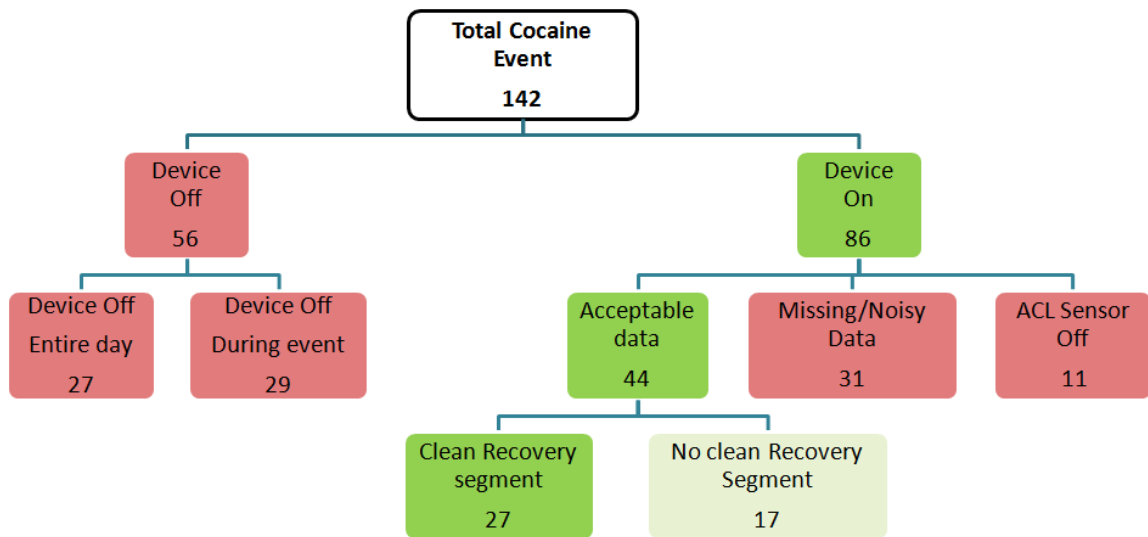 Total Cocaine
Event
142
Device
Off
56
Device
On
86
Device Off
Entire day
27
Device Off
During event
29
Acceptable
data
44
Missing/Noisy
Data
31
ACL Sensor
Off
11
Clean Recovery
segment
27
No clean Recovery
Segment
17